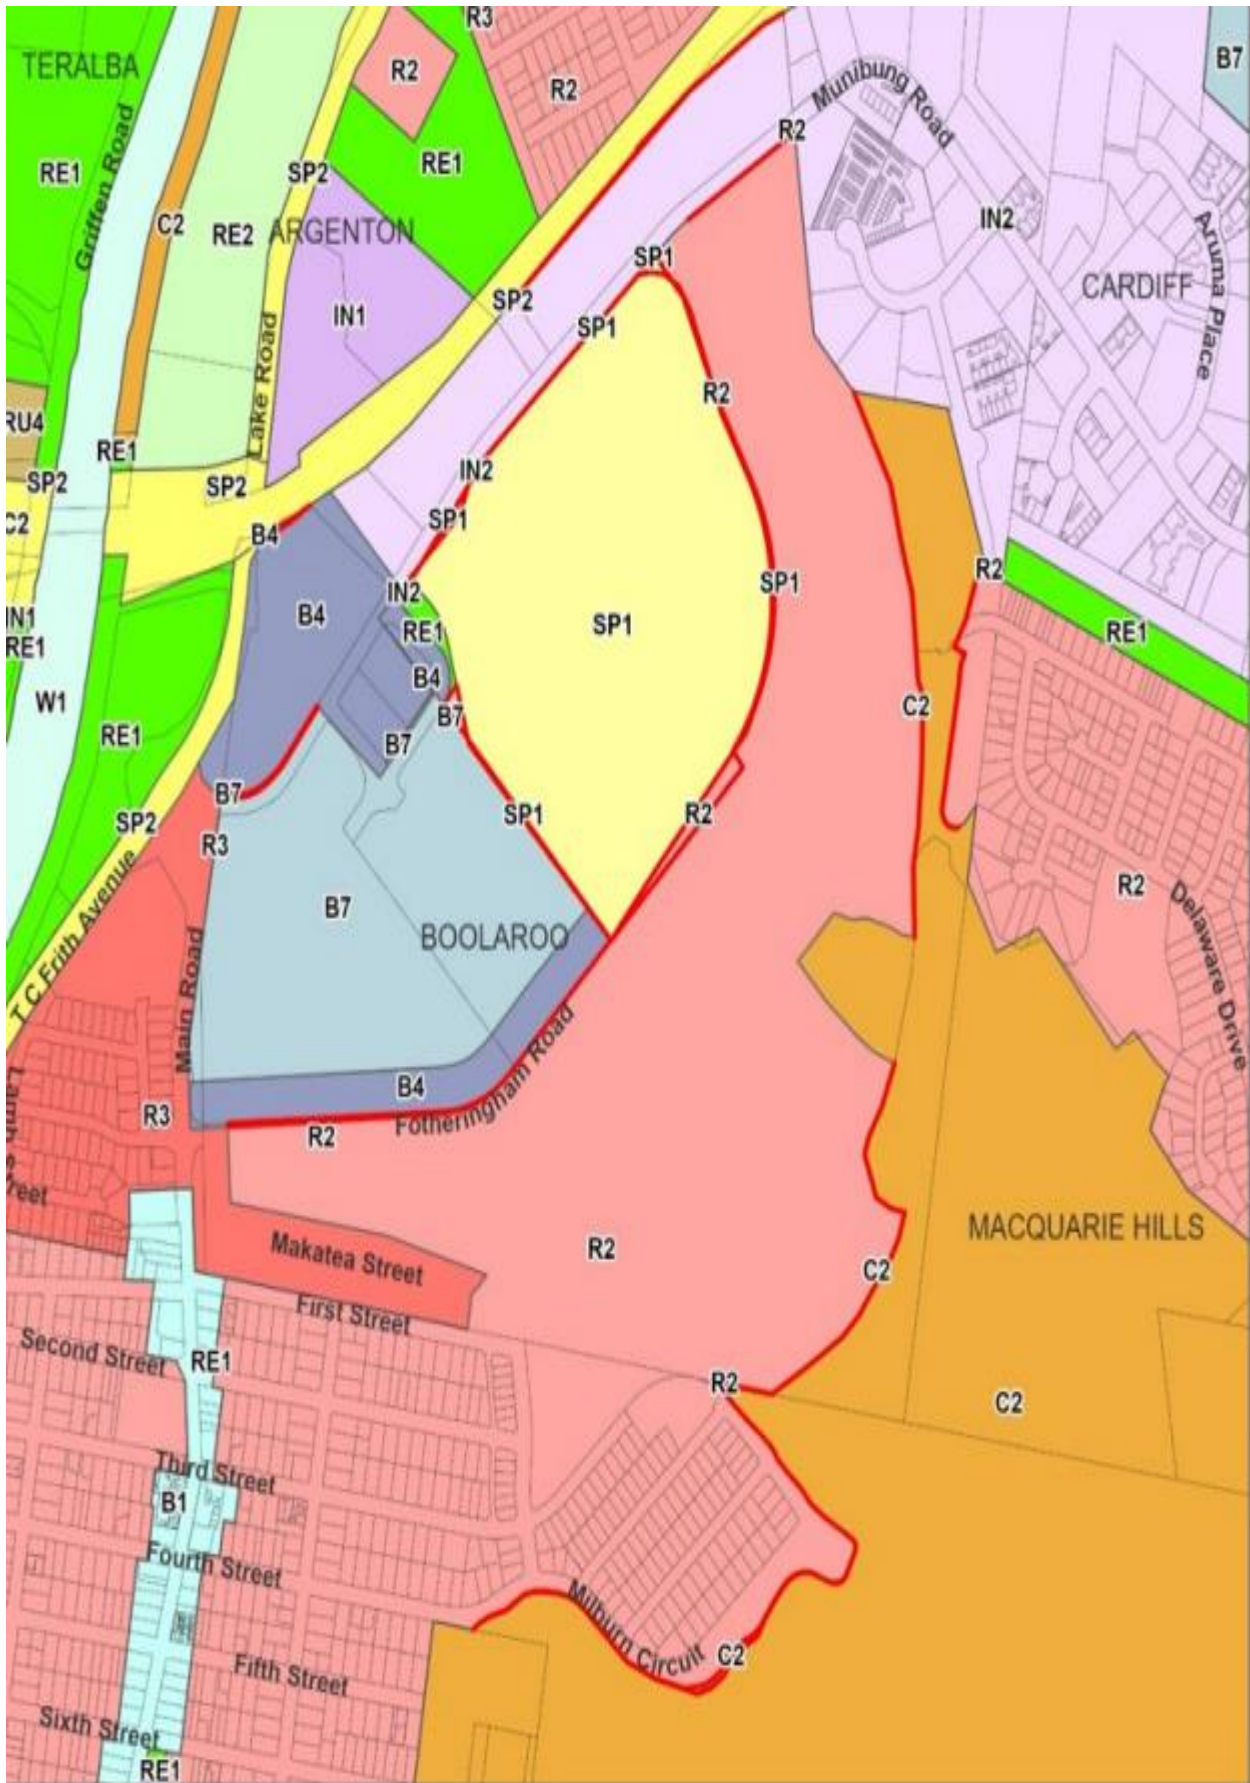 R3
TERALBA
B7
R2
R2
Munibung Road
R2
RE1
RE1
Griffen Road
SP2
C2
RE2
ARGENTON
IN2
Aruma Place
SP1
CARDIFF
SP2
IN1
SP1
Lake Road
R2
RU4
RE1
IN2
SP2
SP2
SP1
C2
B4
R2
SP1
IN2
B4
IN1
SP1
RE1
RE1
RE1
B4
W1
C2
B7
RE1
B7
B7
SP1
R2
SP2
R3
R2
T C Frith Avenue
B7
Delaware Drive
BOOLAROO
Main Road
Fotheringham Road
B4
R3
R2
MACQUARIE HILLS
R2
Makatea Street
C2
First Street
Second Street
RE1
R2
C2
Third Street
B1
Fourth Street
Milburn Circuit
C2
Fifth Street
Sixth Street
RE1